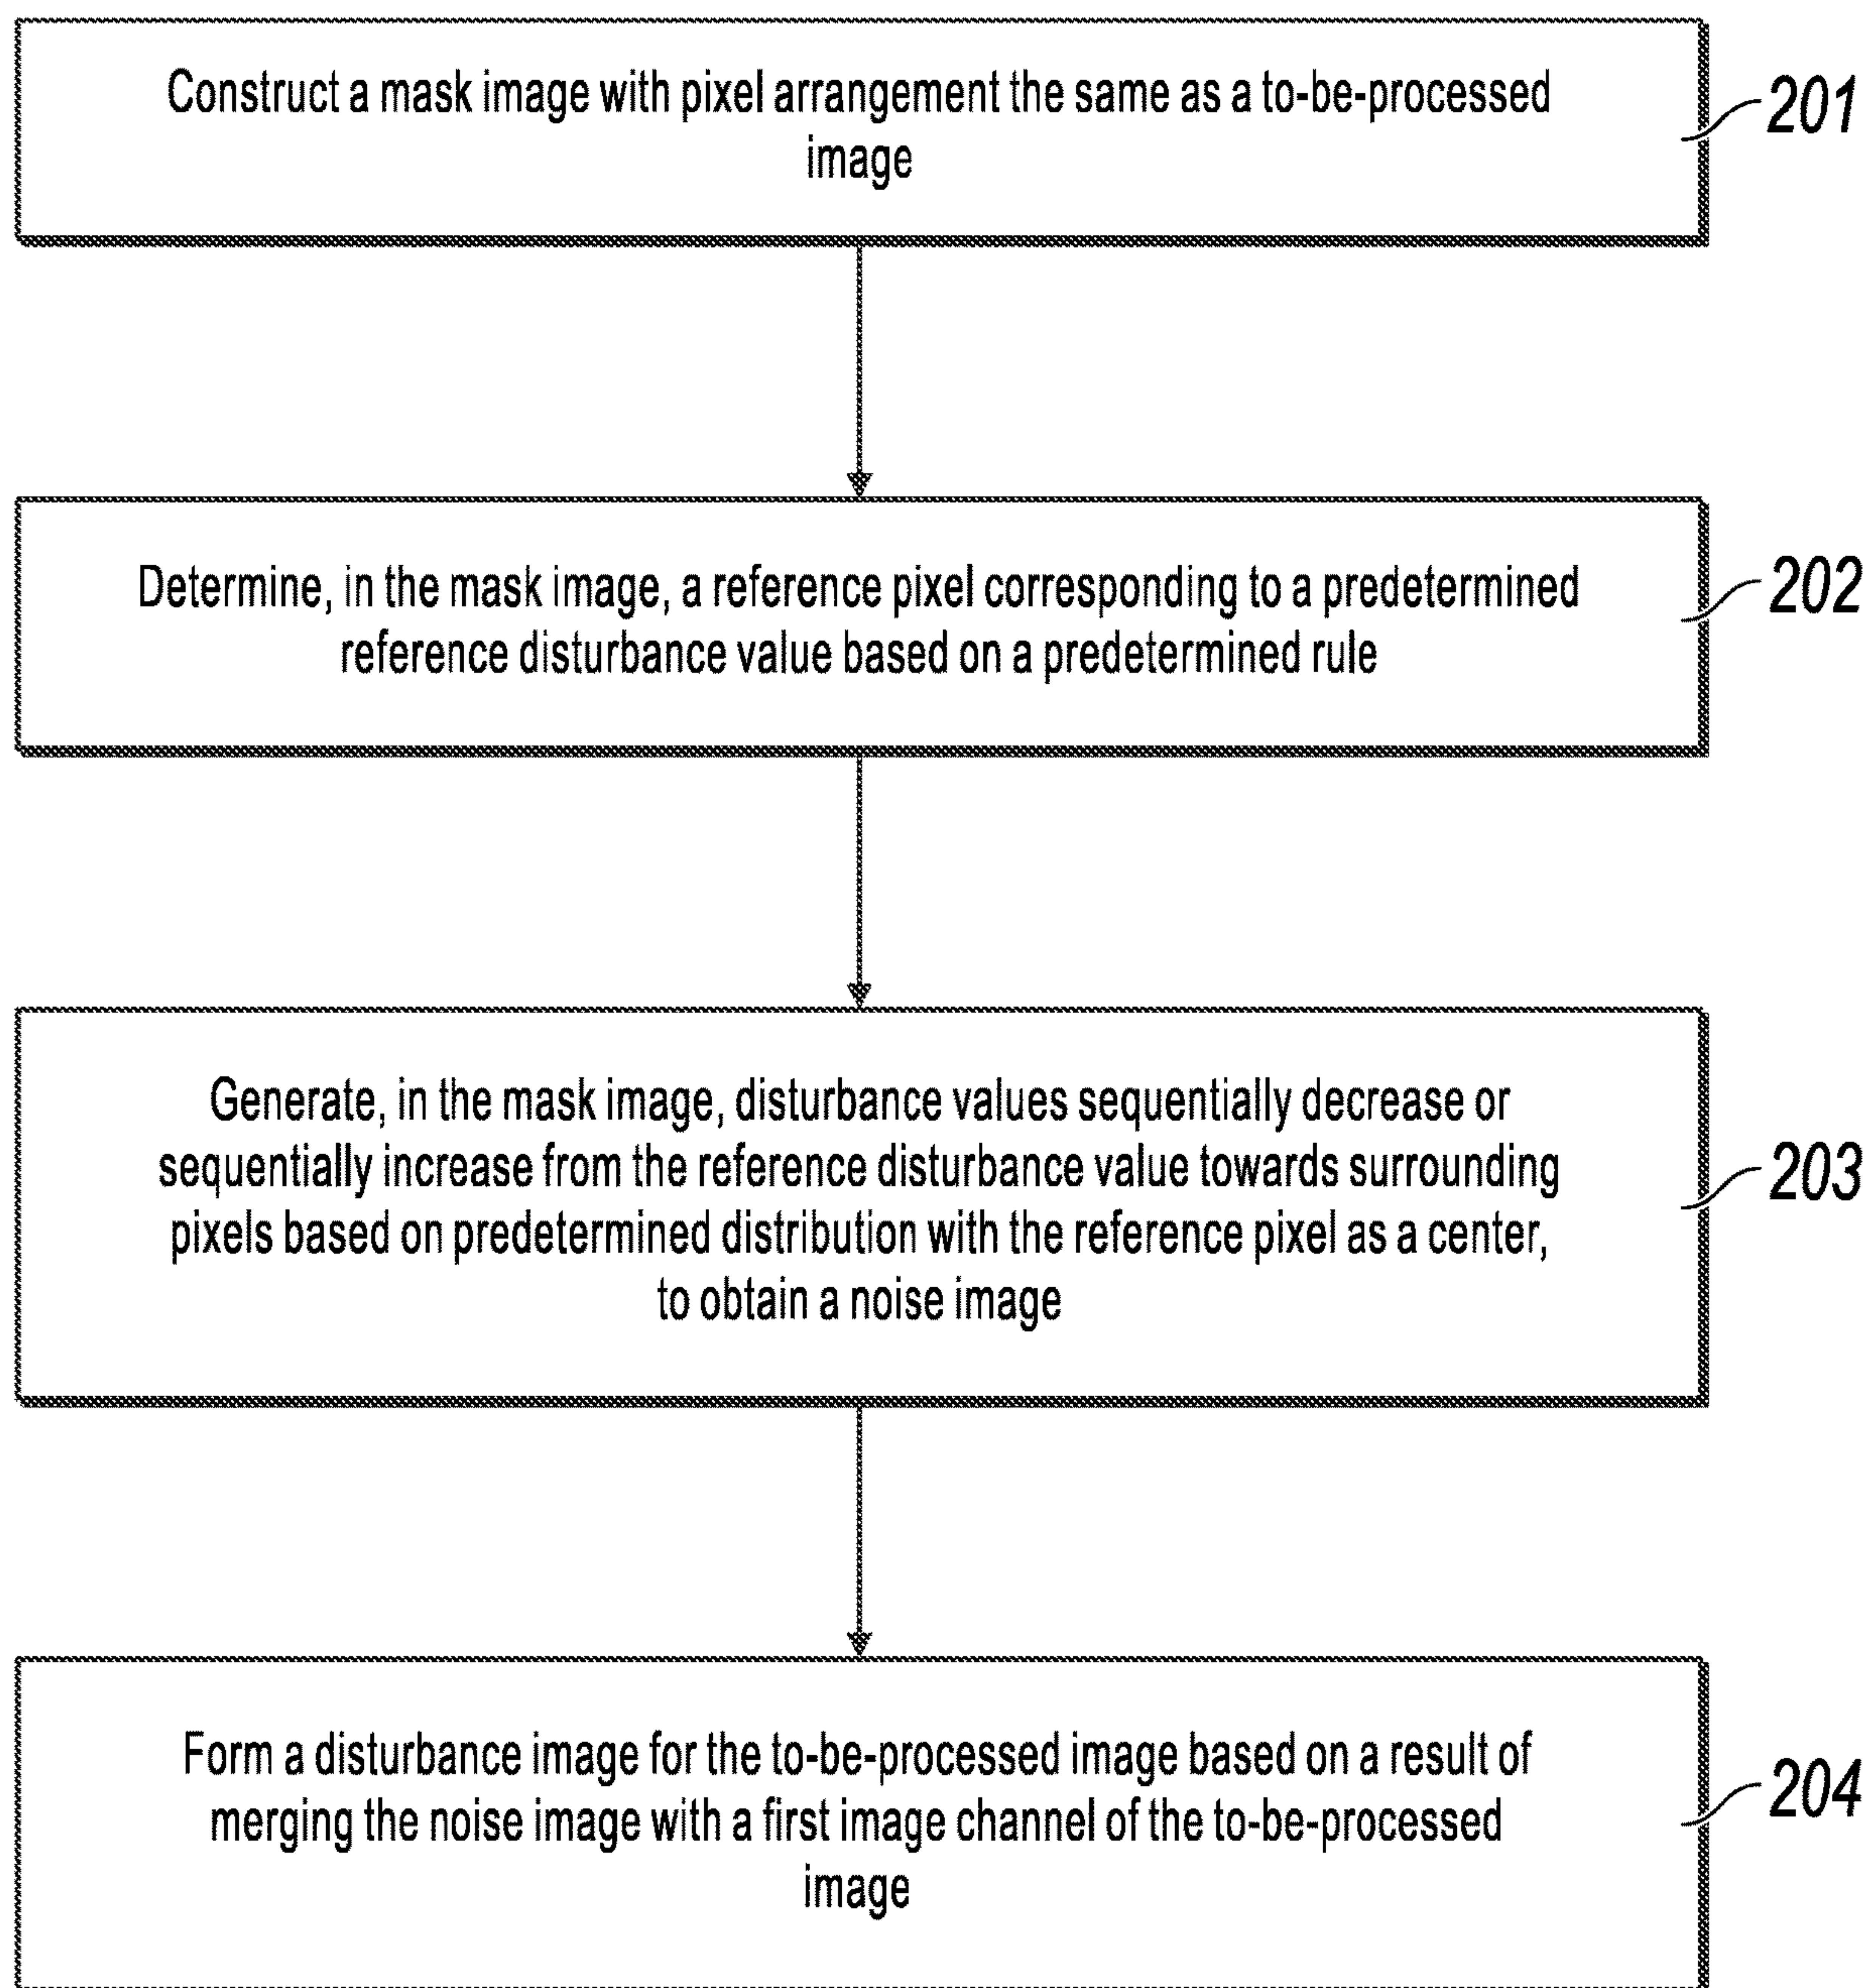 Construct a mask image with pixel arrangement the same as a to-be-processed
image
201
Determine, in the mask image, a reference pixel corresponding to a predetermined
reference disturbance value based on a predetermined rule
202
Generate, in the mask image, disturbance values sequentially decrease or
sequentially increase from the reference disturbance value towards surrounding
pixels based on predetermined distribution with the reference pixel as a center,
to obtain a noise image
203
Form a disturbance image for the to-be-processed image based on a result of
merging the noise image with a first image channel of the to-be-processed
image
204